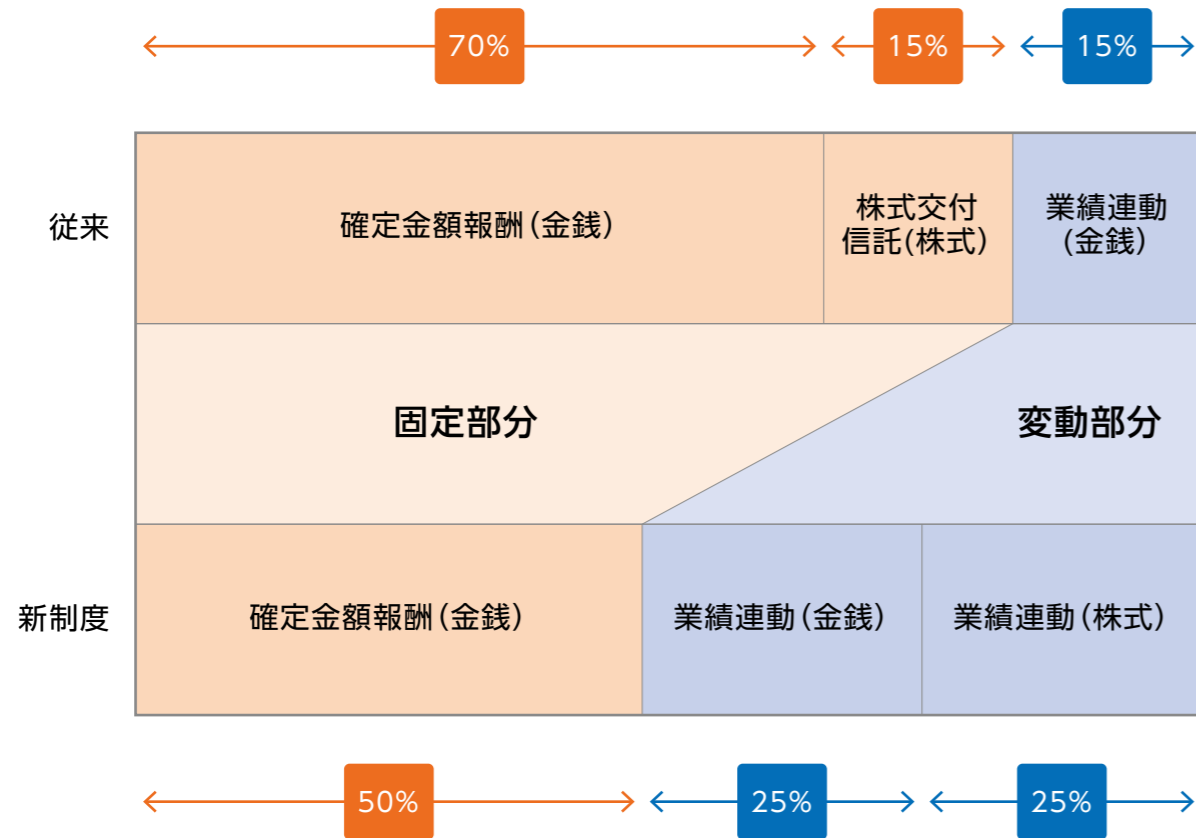 70%
15%
15%
従来
確定金額報酬(金銭)
株式交付
信託(株式)
業績連動
(金銭)
固定部分
変動部分
新制度
確定金額報酬(金銭)
業績連動(金銭)
業績連動(株式)
50%
25%
25%